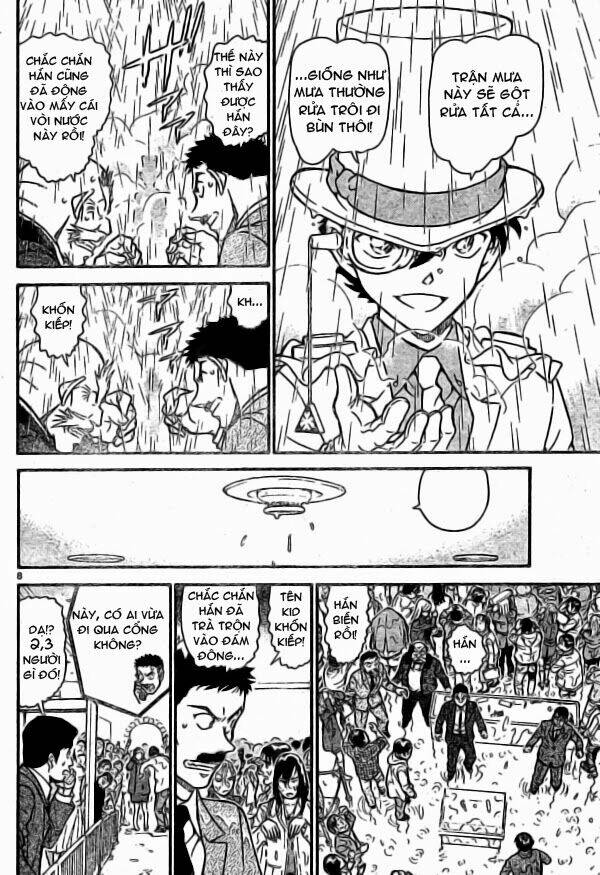 TRẬN MƯA
NÀY SẼ GỘT
RỬA TẤT CẢ...
...GIỐNG NHƯ
MƯA THƯỜNG
RỬA TRÔI ĐI
BÙN THÔI!
THẾ NÀY
THÌ SAO
THẤY
ĐƯỢC
HẮN
ĐÂY?
CHẮC CHẮN
HẮN CŨNG
ĐÃ ĐỘNG
VÀO MẤY CÁI
VÒI NƯỚC
NÀY RỒI!
KH...
KHỐN
KIẾP!
8
HẮN...
HẮN
BIẾN
RỒI!
TÊN
KID
KHỐN
KIẾP!
CHẮC CHẮN
HẮN ĐÃ
TRÀ TRỘN
VÀO ĐÁM
ĐÔNG...
NÀY, CÓ AI VỪA
ĐI QUA CỔNG
KHÔNG?
DẠ!?
2,3
NGƯỜI
GÌ ĐÓ!